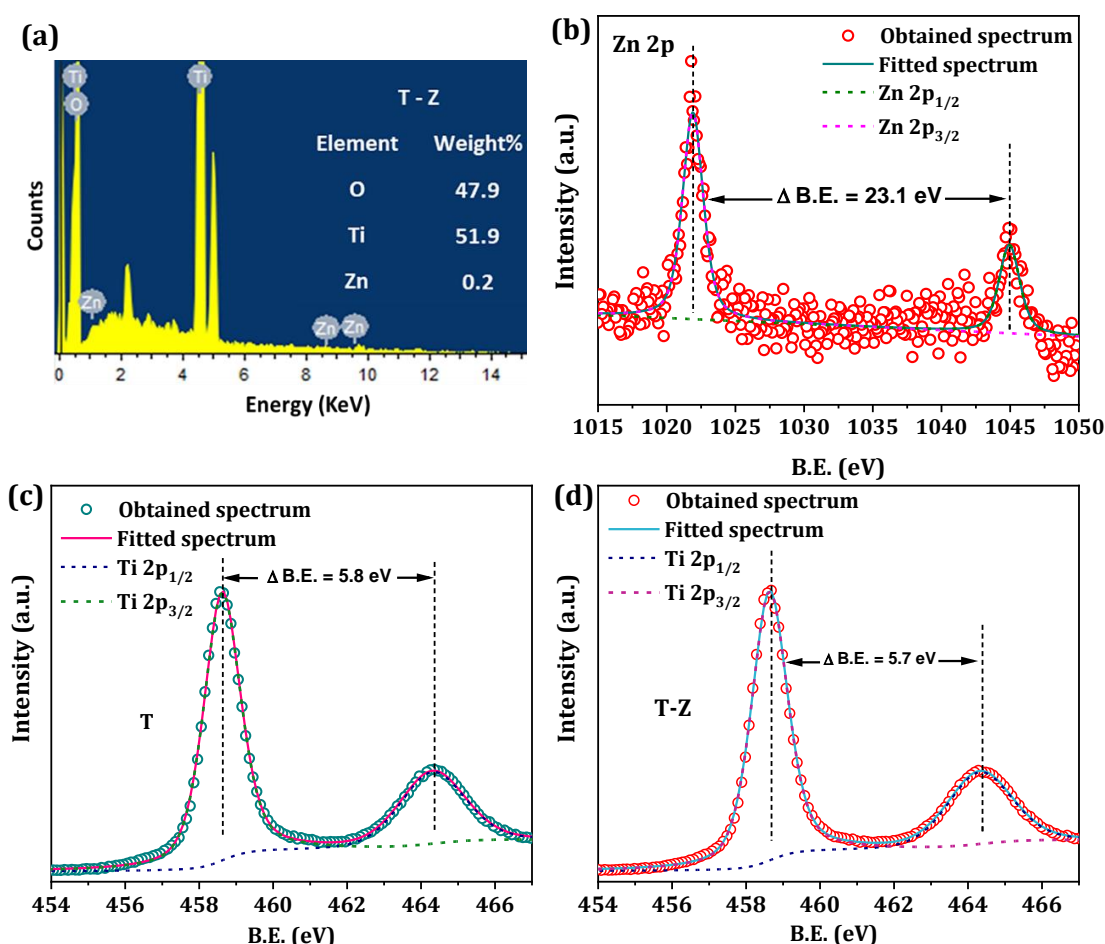 (a)
Ti
O
Ti
Zn
Zn
Zn
T - Z
Element Weight%
O 47.9
Ti 51.9
Zn 0.2
Counts
0 2 4 6 8 10 12 14
Energy (KeV)
(b)
Zn 2p
Obtained spectrum
Fitted spectrum
Zn 2p1/2
Zn 2p3/2
Δ B.E. = 23.1 eV
Intensity (a.u.)
1015 1020 1025 1030 1035 1040 1045 1050
B.E. (eV)
(c)
Obtained spectrum
Fitted spectrum
Ti 2p1/2
Ti 2p3/2
Δ B.E. = 5.8 eV
T
Intensity (a.u.)
454 456 458 460 462 464 466
B.E. (eV)
(d)
Obtained spectrum
Fitted spectrum
Ti 2p1/2
Ti 2p3/2
Δ B.E. = 5.7 eV
T-Z
Intensity (a.u.)
454 456 458 460 462 464 466
B.E. (eV)